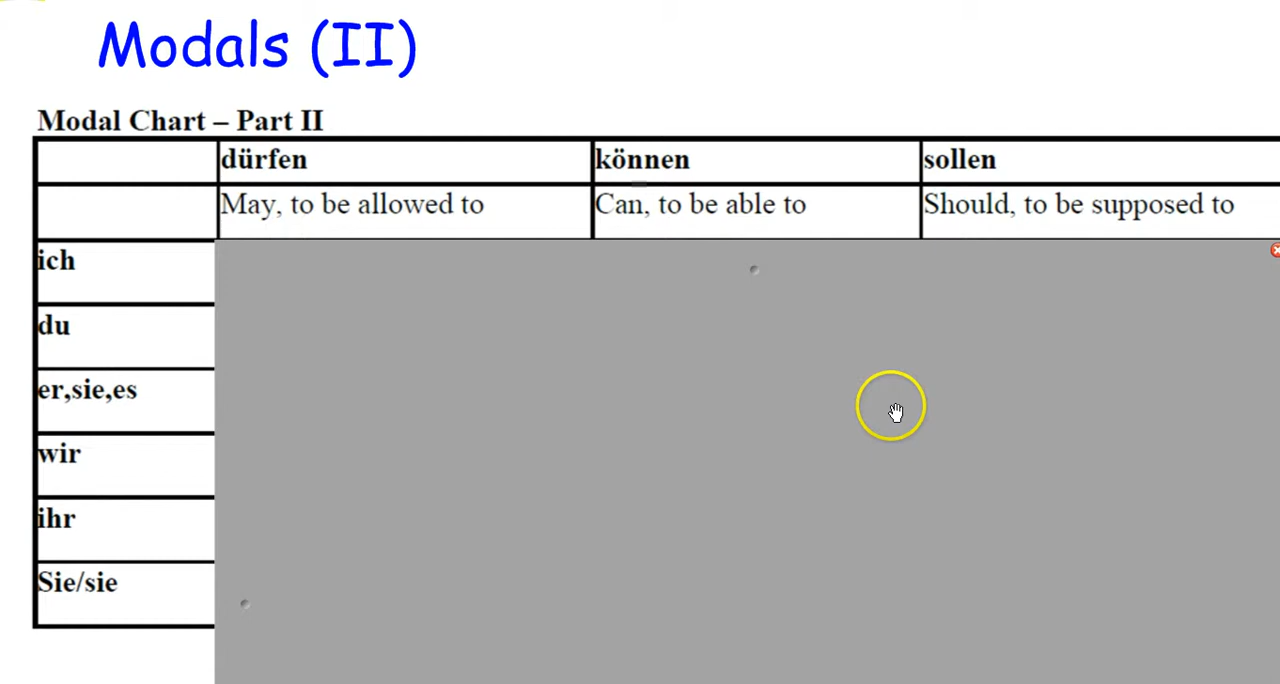 Modals (II)
Modal Chart – Part II
dürfen können sollen
May, to be allowed to Can, to be able to Should, to be supposed to
ich
du
er,sie,es
wir
ihr
Sie/sie